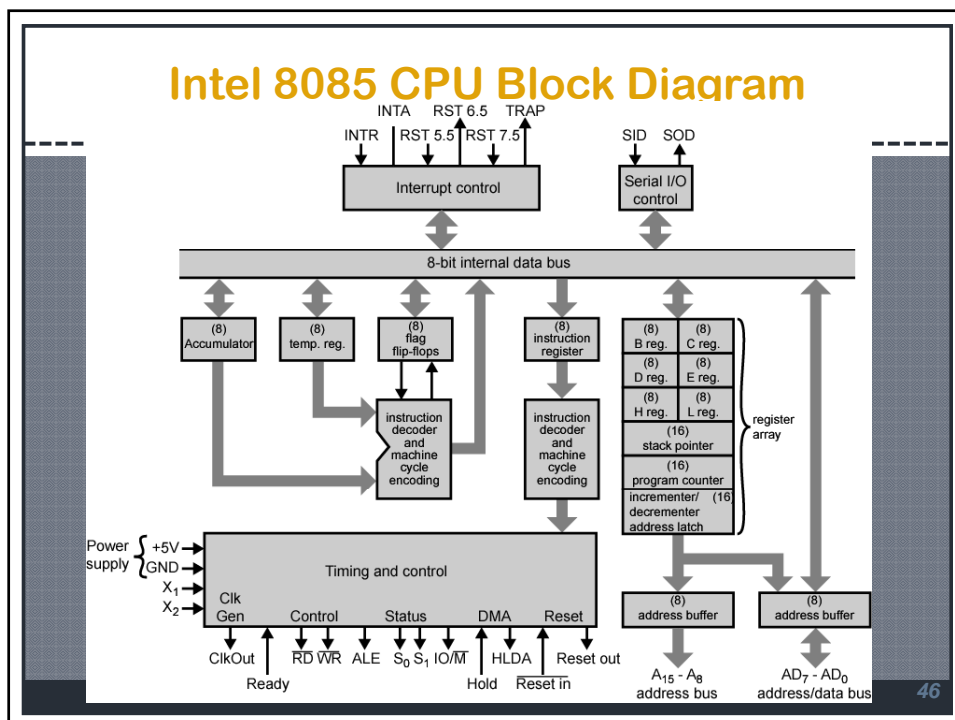 Intel 8085 CPU Block Diagram
INTA RST 6.5 TRAP
INTR RST 5.5 RST 7.5 SID SOD
Interrupt control
Serial I/O
control
8-bit internal data bus
(8)
Accumulator
(8)
temp. reg.
(8)
flag
flip-flops
(8)
instruction
register
(8)
B reg.
(8)
C reg.
(8)
D reg.
(8)
E reg.
(8)
H reg.
(8)
L reg.
(16)
stack pointer
(16)
program counter
incrementer/ (16)
decrementer
address latch
register
array
instruction
decoder
and
machine
cycle
encoding
instruction
decoder
and
machine
cycle
encoding
Power
supply
+5V
GND
X1
X2
Timing and control
Clk
Gen Control Status DMA Reset
ClkOut R̅D̅ W̅R̅ ALE S0 S1 IO/M̅ HLDA Reset out
Ready Hold R̅e̅s̅e̅t̅ ̅i̅n̅
(8)
address buffer
(8)
address buffer
A15 - A8
address bus
AD7 - AD0
address/data bus
46